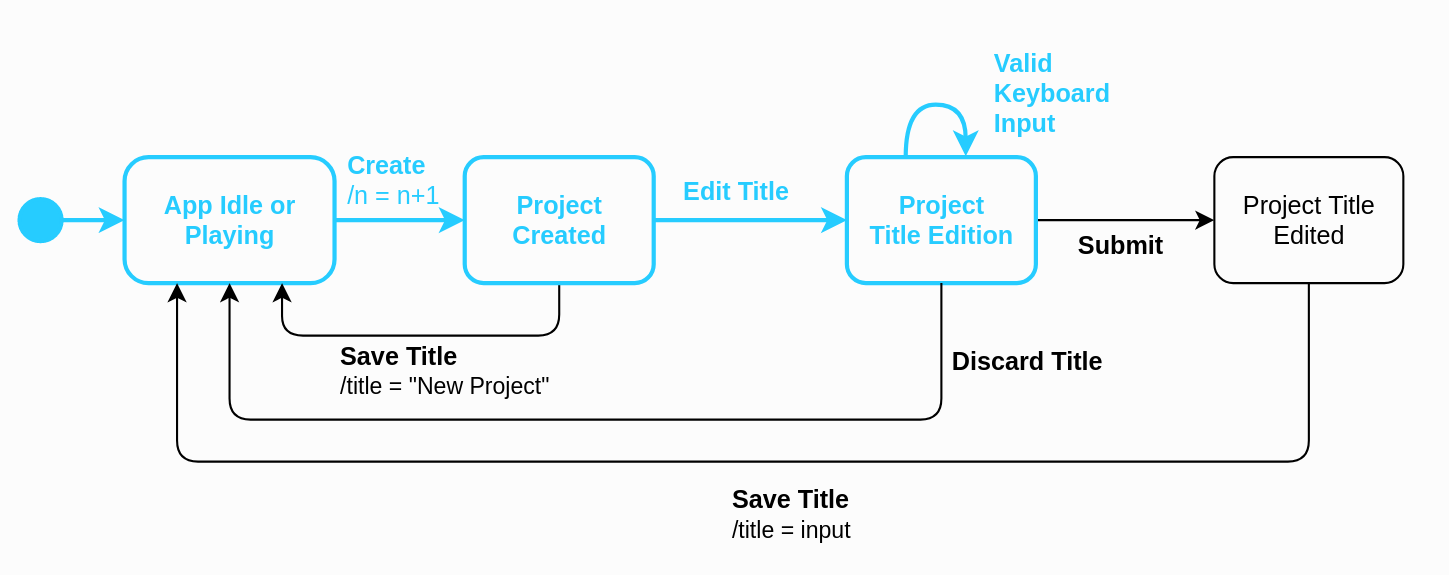 Valid
Keyboard
Input
Create
/n = n+1
App Idle or
Playing
Project
Created
Edit Title
Project
Title Edition
Submit
Project Title
Edited
Save Title
/title = "New Project"
Discard Title
Save Title
/title = input